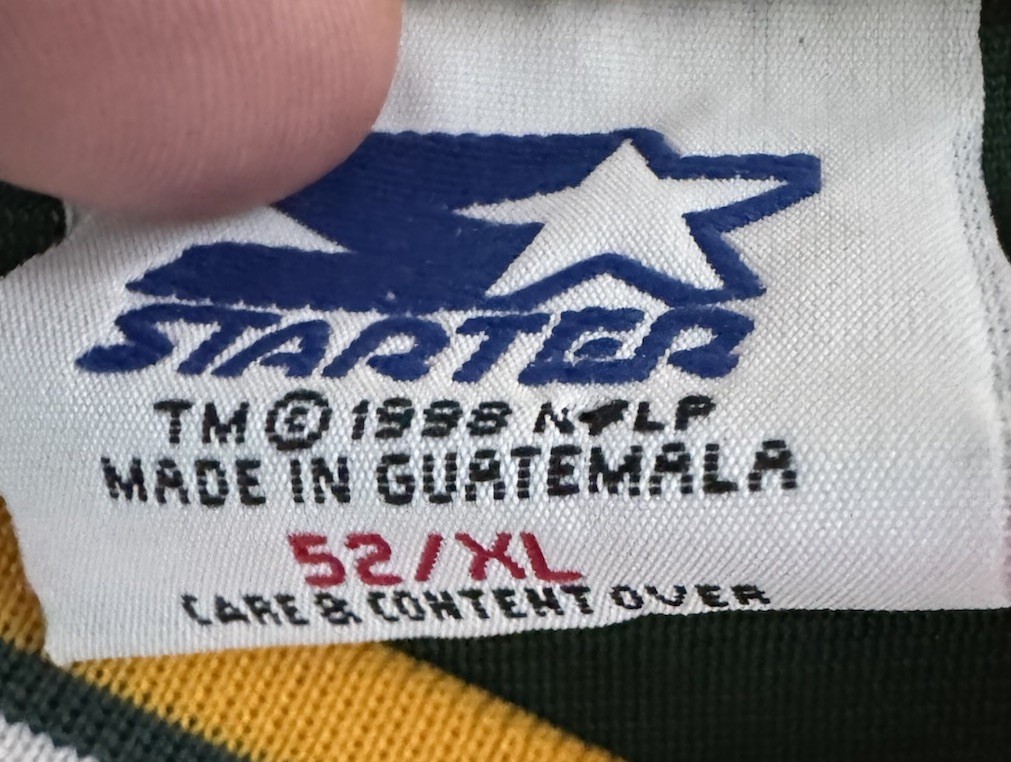 STARTER
TM © 1998 NFLP
MADE IN GUATEMALA
52/XL
CARE & CONTENT OVER